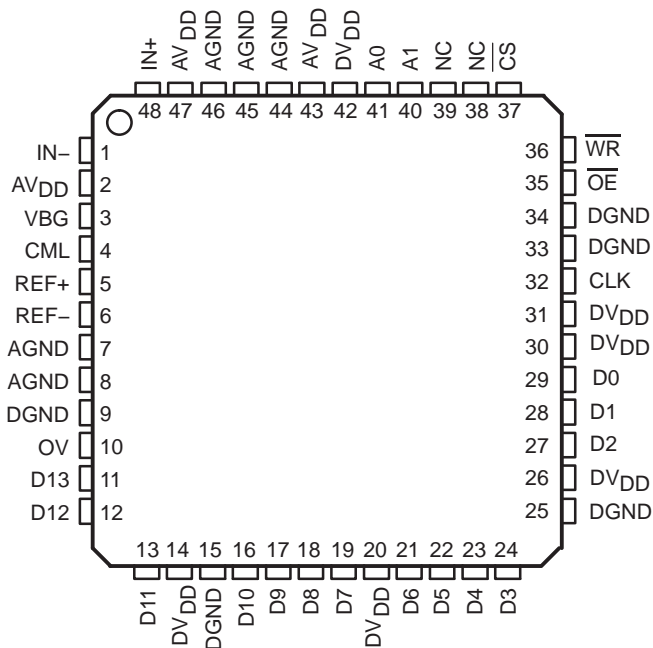 IN+ AVDD AGND AGND AGND AVDD DVDD A0 A1 NC NC CS
48 47 46 45 44 43 42 41 40 39 38 37
IN– 1
AVDD 2
VBG 3
CML 4
REF+ 5
REF– 6
AGND 7
AGND 8
DGND 9
OV 10
D13 11
D12 12
36 WR
35 OE
34 DGND
33 DGND
32 CLK
31 DVDD
30 DVDD
29 D0
28 D1
27 D2
26 DVDD
25 DGND
13 14 15 16 17 18 19 20 21 22 23 24
D11 DVDD DGND D10 D9 D8 D7 DVDD D6 D5 D4 D3